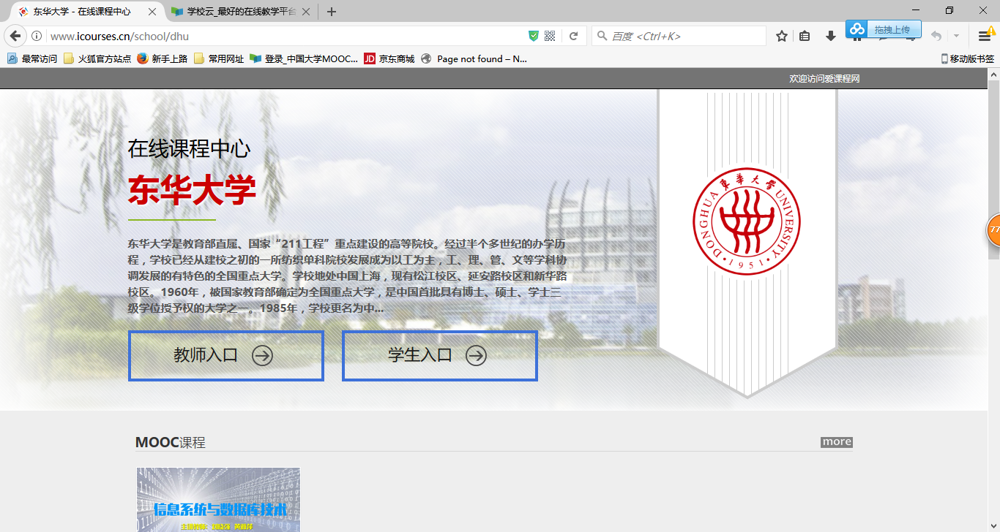 东华大学 - 在线课程中心
学校云_最好的在线教学平台
www.icourses.cn/school/dhu
百度 <Ctrl+K>
拖拽上传
最常访问
火狐官方站点
新手上路
常用网址
登录_中国大学MOOC...
JD 京东商城
Page not found – N...
移动版书签
欢迎访问爱课程网
在线课程中心
东华大学
东华大学是教育部直属、国家“211工程”重点建设的高等院校。经过半个多世纪的办学历
程，学校已经从建校之初的一所纺织单科院校发展成为以工为主，工、理、管、文等学科协
调发展的有特色的全国重点大学。学校地处中国上海，现有松江校区、延安路校区和新华路
校区。1960年，被国家教育部确定为全国重点大学，是中国首批具有博士、硕士、学士三
级学位授予权的大学之一。1985年，学校更名为中...
東華大学
DONGHUA UNIVERSITY
1951
77
教师入口
学生入口
MOOC课程
more
信息系统与数据库技术